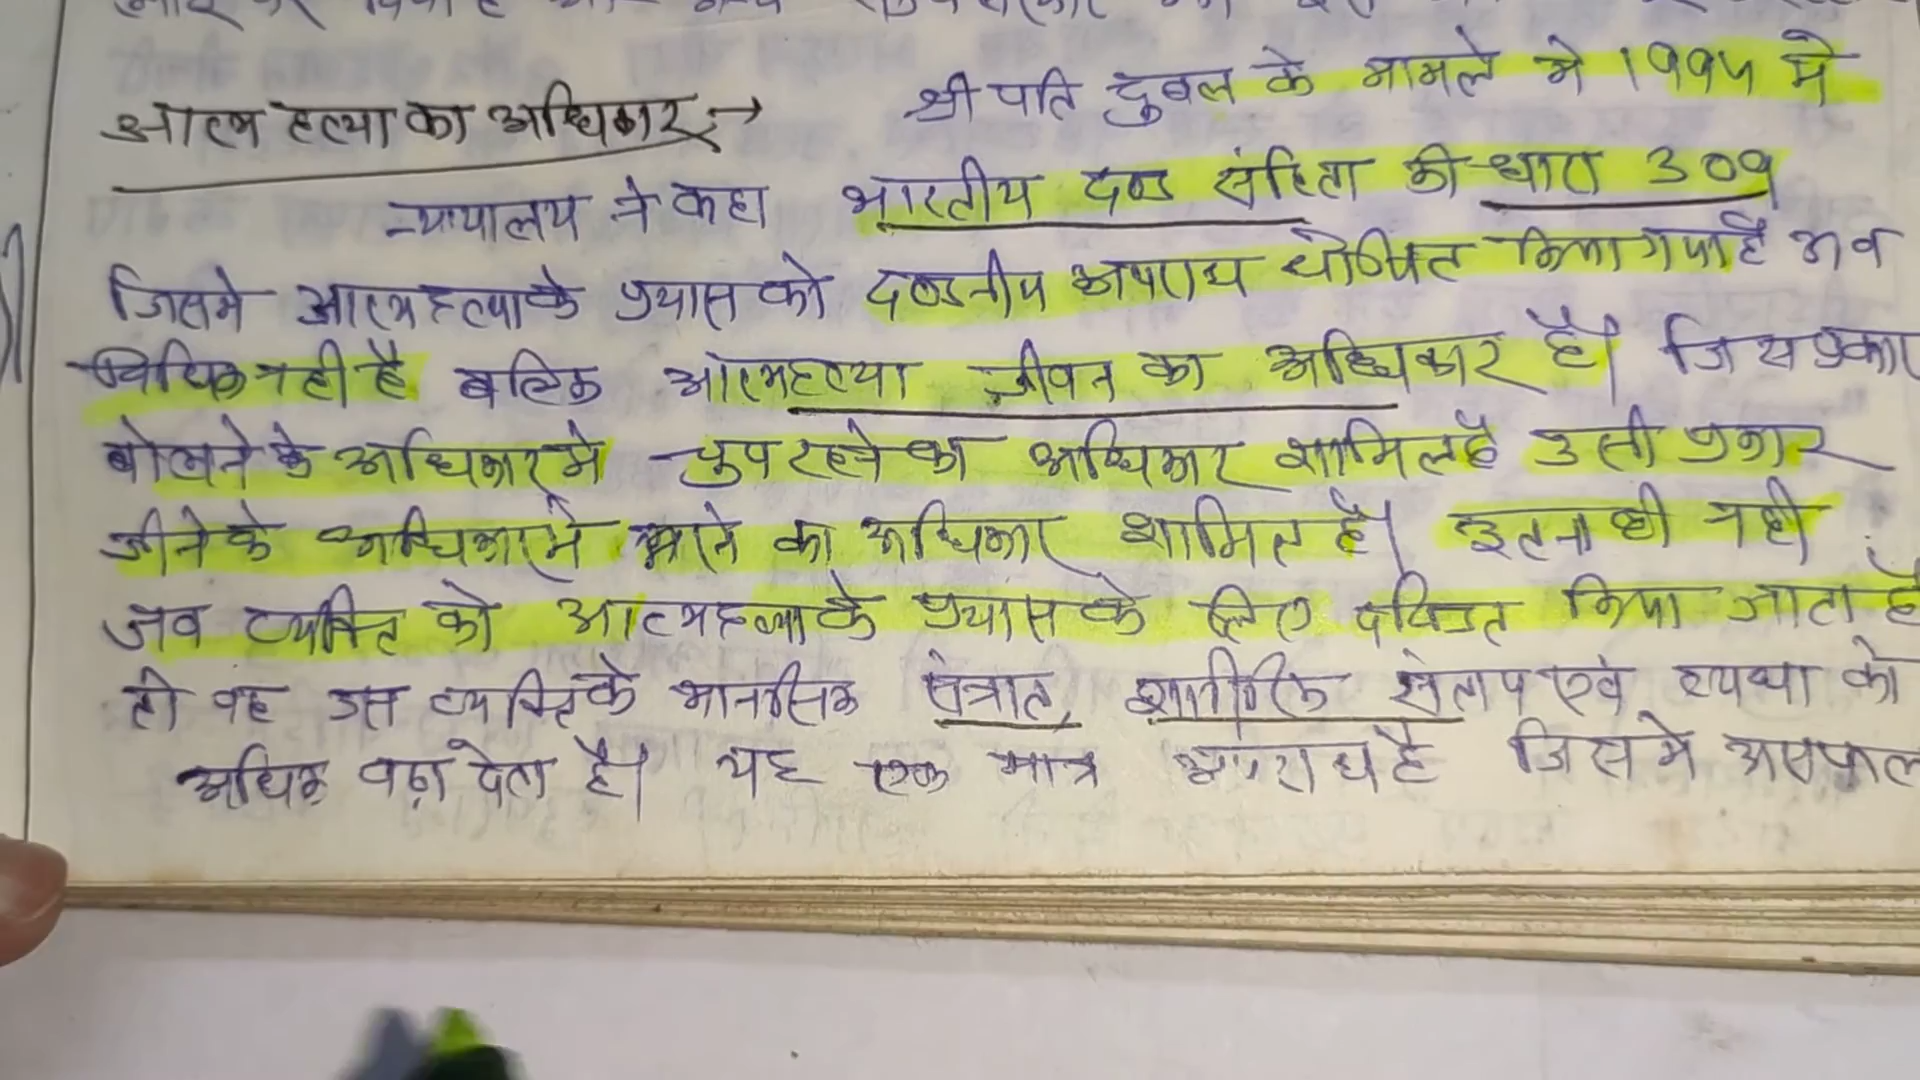 आत्म हत्या का अधिकार :→ श्री पति दुबल के मामले मे १९९५ मे
न्यायालय ने कहा भारतीय दण्ड संहिता की धारा 309
जिसमे आत्महत्या के प्रयास को दण्डनीय अपराध घोषित किया गया है अब
विधिक नही है बल्कि आत्महत्या जीवन का अधिकार है। जिस प्रकार
बोलने के अधिकार मे चुप रहने का अधिकार शामिल है उसी प्रकार
जीने के अधिकार मे मरने का अधिकार शामिल है। इतना ही नही
जब व्यक्ति को आत्महत्या के प्रयास के लिए दण्डित किया जाता है
तो वह उस व्यक्ति के मानसिक संत्रास, शारीरिक संताप एवं व्यथा को
अधिक बढ़ा देता है। यह एक मात्र अपराध है जिसमे असफल